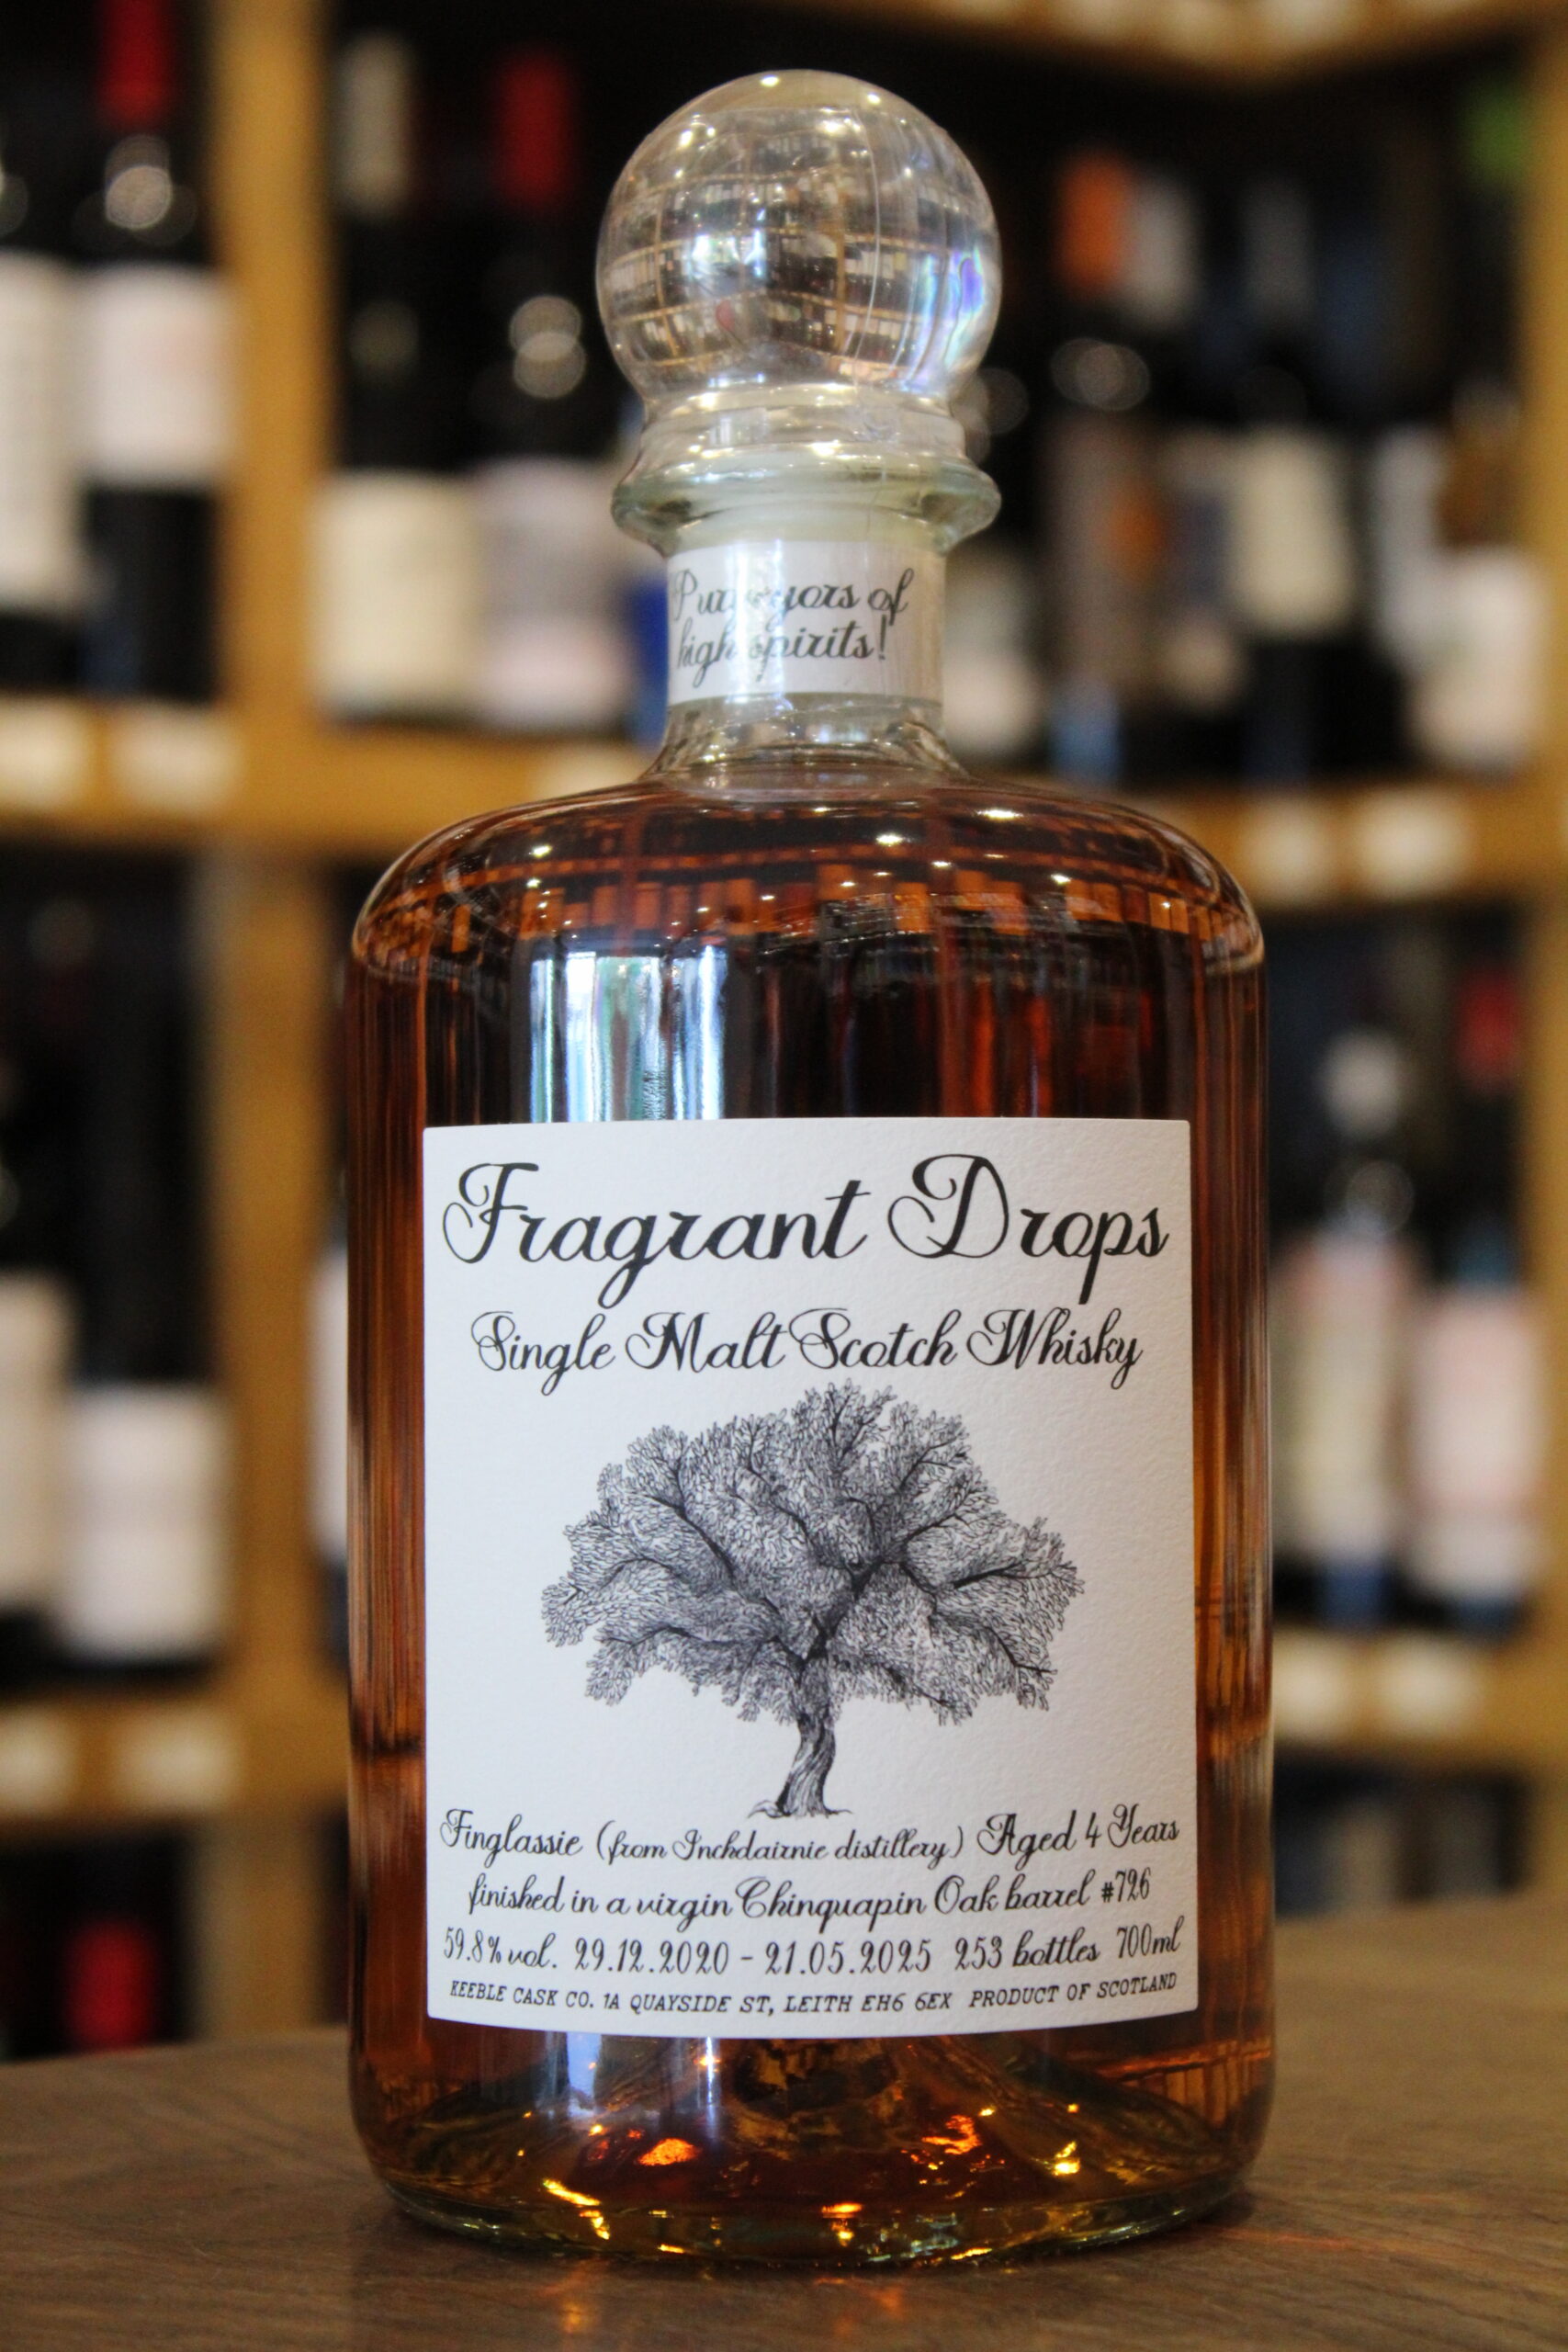 Purveyors of
high spirits!
Fragrant Drops
Single Malt Scotch Whisky
Finglassie (from Inchdairnie distillery) Aged 4 Years
finished in a virgin Chinquapin Oak barrel #726
59.8% vol. 29.12.2020 - 21.05.2025 253 bottles 700ml
KEEBLE CASK CO. 1A QUAYSIDE ST, LEITH EH6 6EX PRODUCT OF SCOTLAND